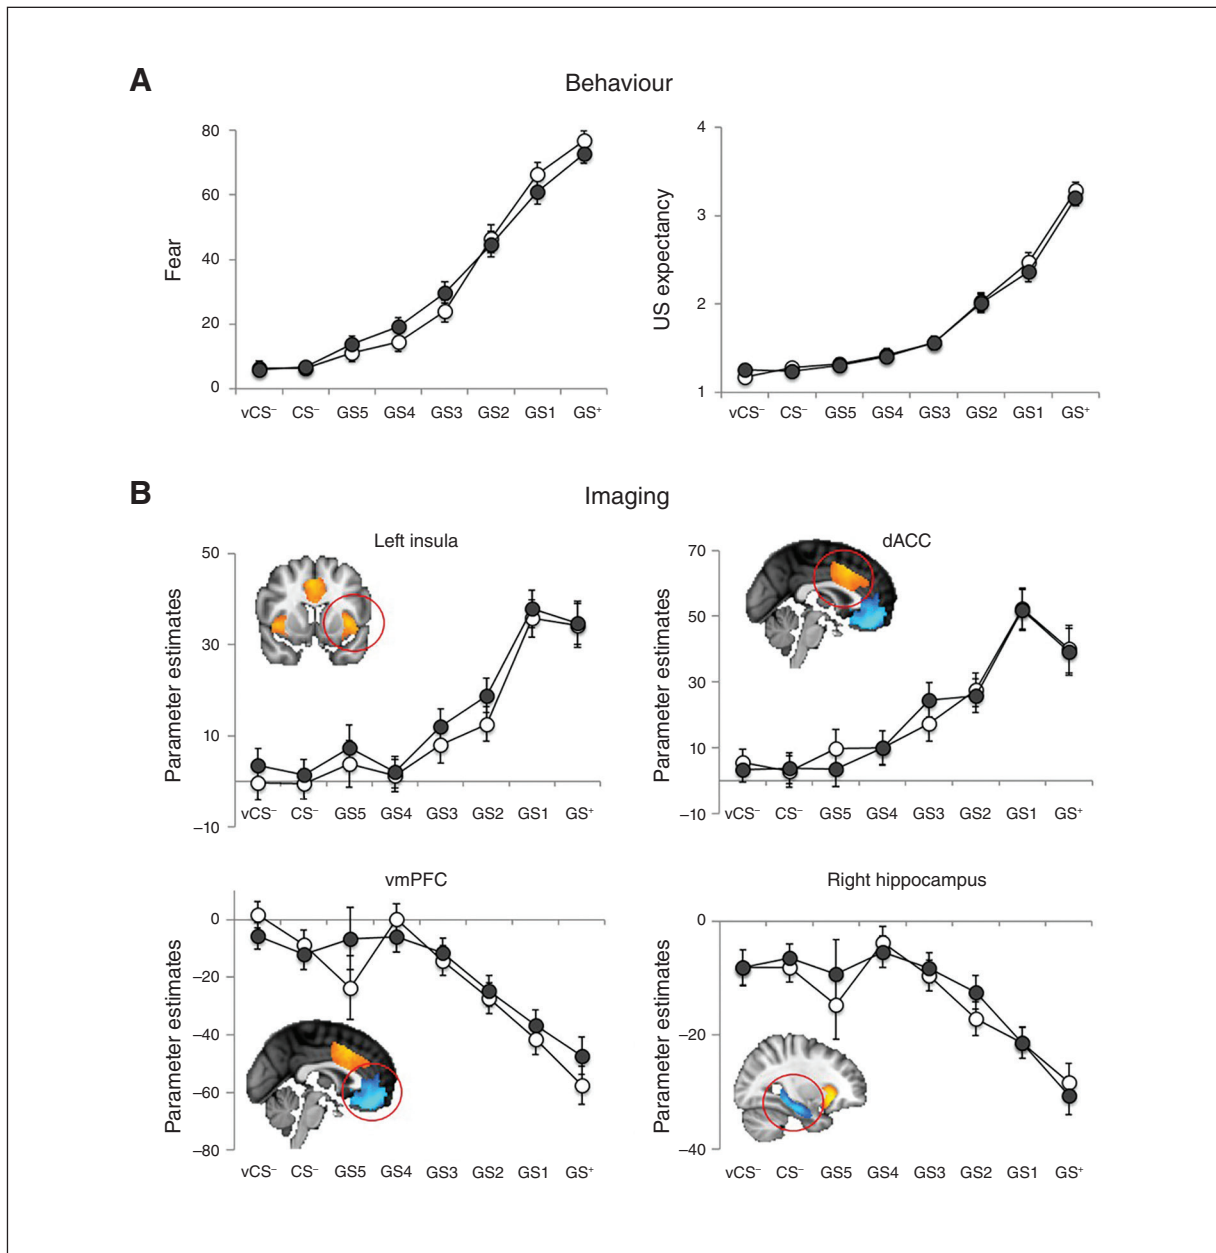 A
Behaviour
Fear
80
60
40
20
0
vCS⁻ CS⁻ GS5 GS4 GS3 GS2 GS1 GS⁺
US expectancy
4
3
2
1
vCS⁻ CS⁻ GS5 GS4 GS3 GS2 GS1 GS⁺
B
Imaging
Left insula
Parameter estimates
50
30
10
–10
vCS⁻ CS⁻ GS5 GS4 GS3 GS2 GS1 GS⁺
dACC
Parameter estimates
70
50
30
10
–10
vCS⁻ CS⁻ GS5 GS4 GS3 GS2 GS1 GS⁺
vmPFC
Parameter estimates
0
–20
–40
–60
–80
vCS⁻ CS⁻ GS5 GS4 GS3 GS2 GS1 GS⁺
Right hippocampus
Parameter estimates
0
–20
–40
vCS⁻ CS⁻ GS5 GS4 GS3 GS2 GS1 GS⁺